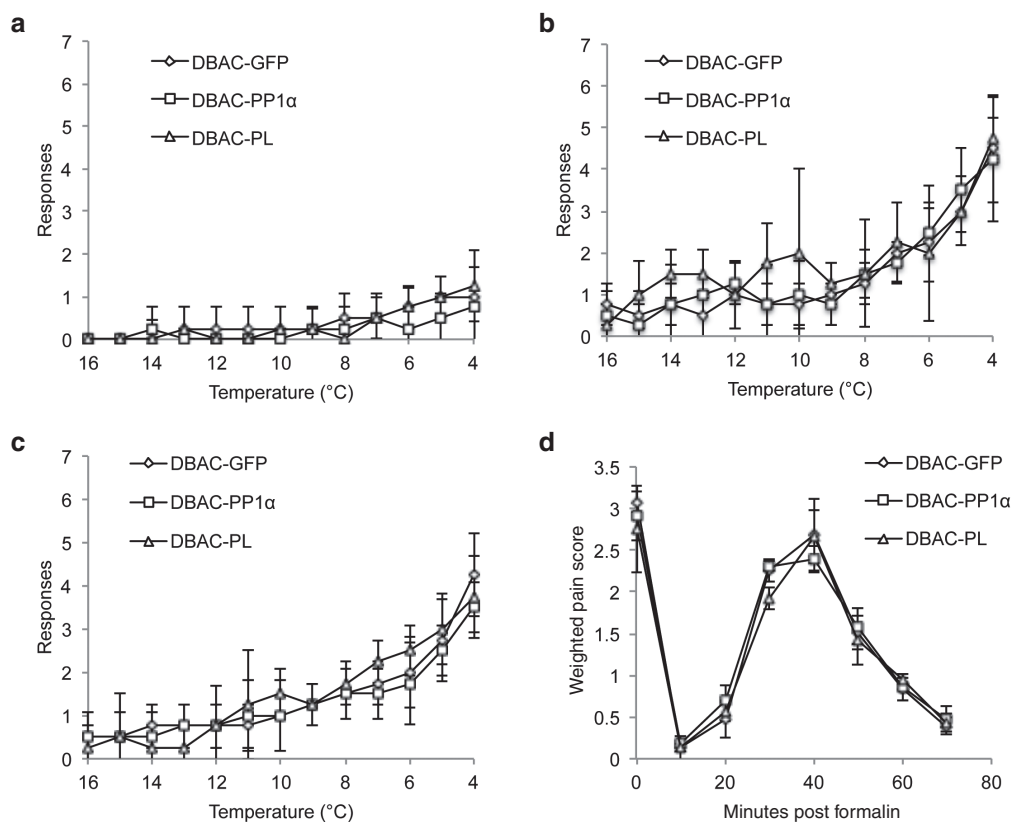 a
7
6
5
4
3
2
1
0
Responses
DBAC-GFP
DBAC-PP1α
DBAC-PL
16 14 12 10 8 6 4
Temperature (°C)
b
7
6
5
4
3
2
1
0
Responses
DBAC-GFP
DBAC-PP1α
DBAC-PL
16 14 12 10 8 6 4
Temperature (°C)
c
7
6
5
4
3
2
1
0
Responses
DBAC-GFP
DBAC-PP1α
DBAC-PL
16 14 12 10 8 6 4
Temperature (°C)
d
3.5
3
2.5
2
1.5
1
0.5
0
Weighted pain score
DBAC-GFP
DBAC-PP1α
DBAC-PL
0 20 40 60 80
Minutes post formalin